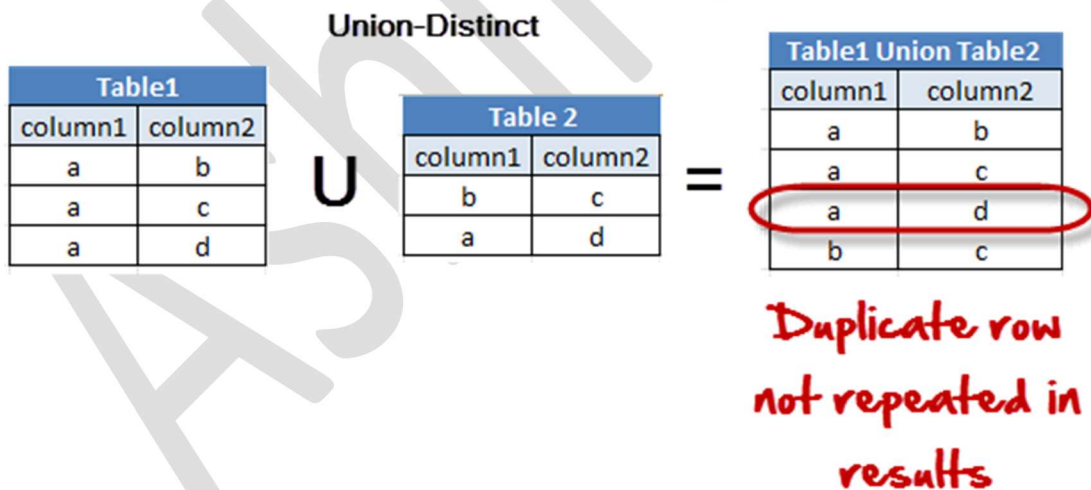 Union-Distinct
Table1
column1 column2
a b
a c
a d
U
Table 2
column1 column2
b c
a d
=
Table1 Union Table2
column1 column2
a b
a c
a d
b c
Duplicate row
not repeated in
results